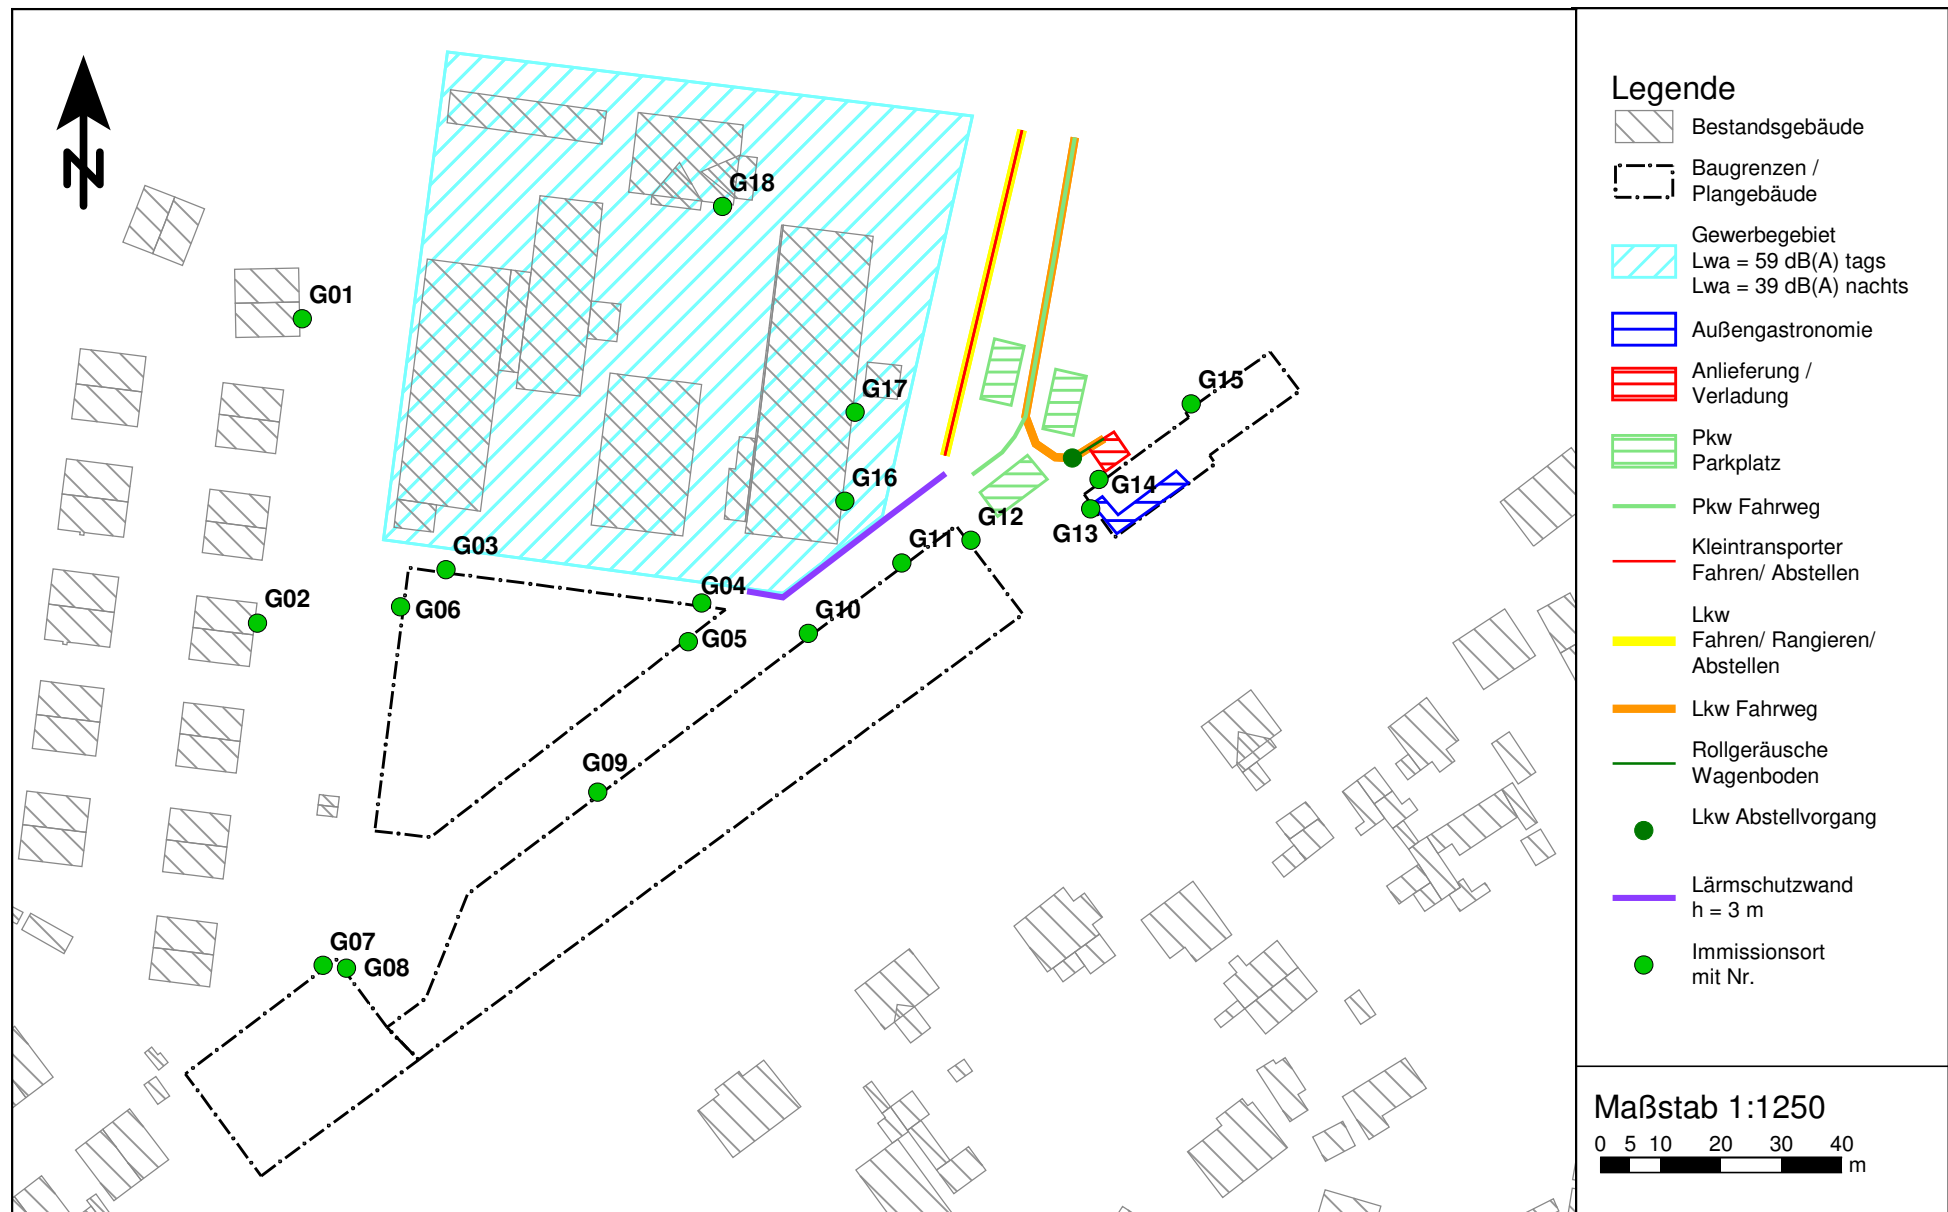 N
G18
G01
G17
G15
G16
G14
G12
G13
G11
G03
G04
G02
G06
G10
G05
G09
G07
G08
Legende
Bestandsgebäude
Baugrenzen /
Plangebäude
Gewerbegebiet
Lwa = 59 dB(A) tags
Lwa = 39 dB(A) nachts
Außengastronomie
Anlieferung /
Verladung
Pkw
Parkplatz
Pkw Fahrweg
Kleintransporter
Fahren/ Abstellen
Lkw
Fahren/ Rangieren/
Abstellen
Lkw Fahrweg
Rollgeräusche
Wagenboden
Lkw Abstellvorgang
Lärmschutzwand
h = 3 m
Immissionsort
mit Nr.
Maßstab 1:1250
0 5 10 20 30 40
m